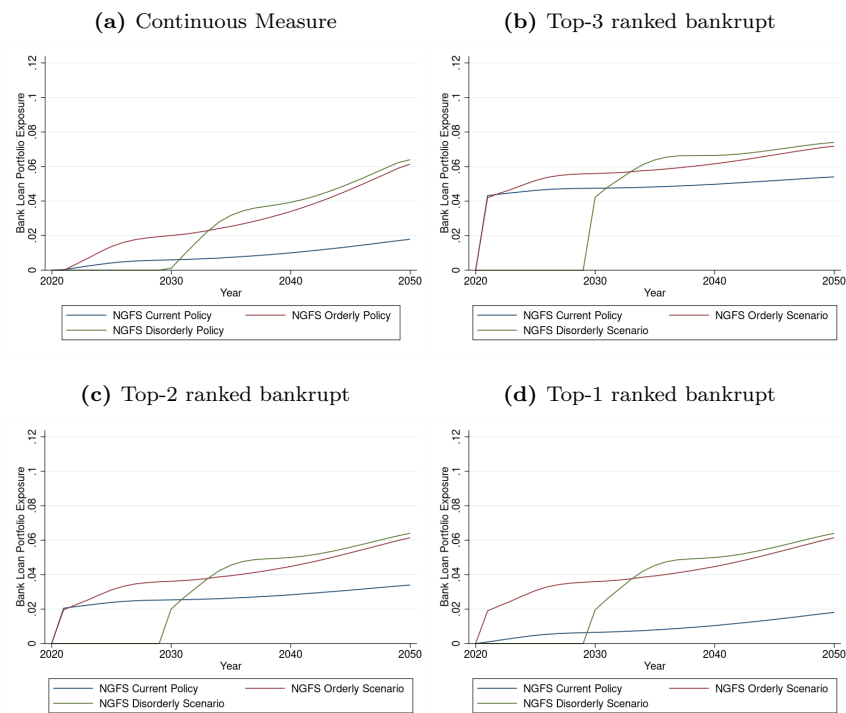 (a) Continuous Measure
Bank Loan Portfolio Exposure
.12
.1
.08
.06
.04
.02
0
2020 2030 2040 2050
Year
NGFS Current Policy NGFS Orderly Policy
NGFS Disorderly Policy
(b) Top-3 ranked bankrupt
Bank Loan Portfolio Exposure
.12
.1
.08
.06
.04
.02
0
2020 2030 2040 2050
Year
NGFS Current Policy NGFS Orderly Scenario
NGFS Disorderly Scenario
(c) Top-2 ranked bankrupt
Bank Loan Portfolio Exposure
.12
.1
.08
.06
.04
.02
0
2020 2030 2040 2050
Year
NGFS Current Policy NGFS Orderly Scenario
NGFS Disorderly Scenario
(d) Top-1 ranked bankrupt
Bank Loan Portfolio Exposure
.12
.1
.08
.06
.04
.02
0
2020 2030 2040 2050
Year
NGFS Current Policy NGFS Orderly Scenario
NGFS Disorderly Scenario